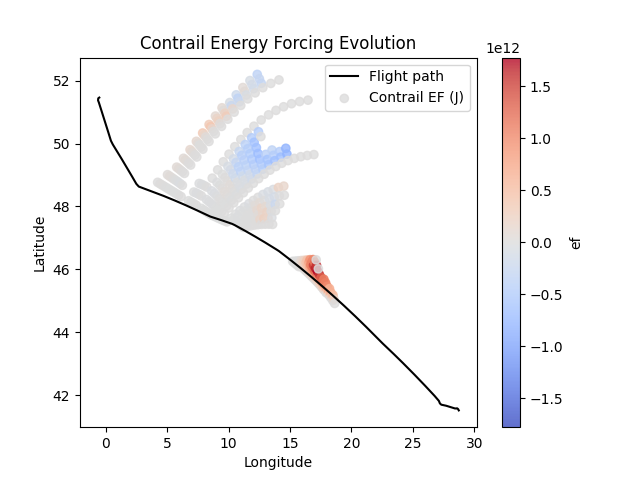 Contrail Energy Forcing Evolution
1e12
Flight path
Contrail EF (J)
52
50
48
46
44
42
Latitude
0
5
10
15
20
25
30
Longitude
1.5
1.0
0.5
0.0
−0.5
−1.0
−1.5
ef